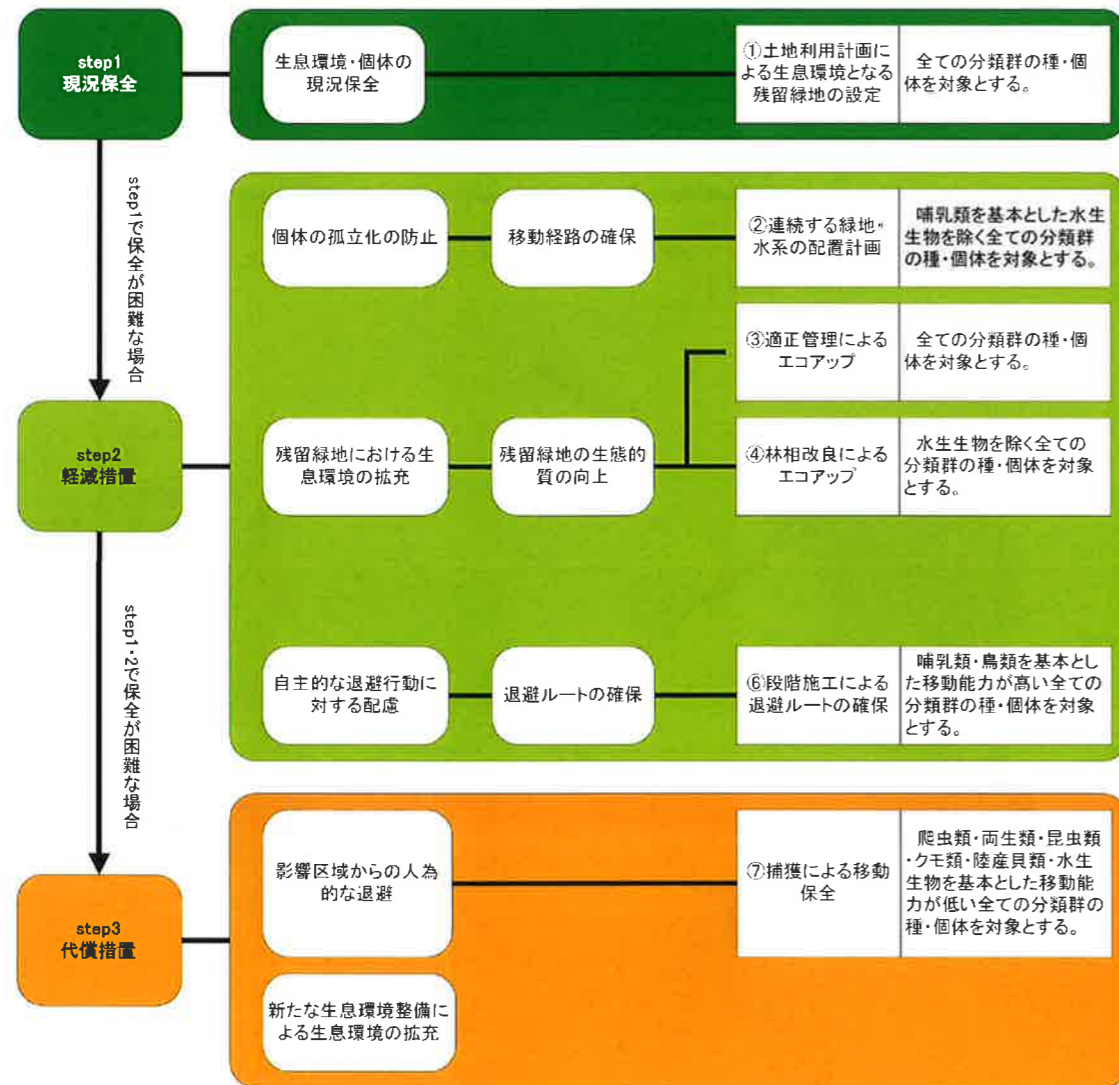 step1
現況保全
生息環境・個体の
現況保全
①土地利用計画に
よる生息環境となる
残留緑地の設定
全ての分類群の種・個
体を対象とする。
step1で保全が困難な場合
個体の孤立化の防止
移動経路の確保
②連続する緑地・
水系の配置計画
哺乳類を基本とした水生
生物を除く全ての分類群
の種・個体を対象とする。
③適正管理による
エコアップ
全ての分類群の種・個
体を対象とする。
step2
軽減措置
残留緑地における生
息環境の拡充
残留緑地の生態的
質の向上
④林相改良による
エコアップ
水生生物を除く全ての
分類群の種・個体を対象
とする。
step1・2で保全が困難な場合
自主的な退避行動に
対する配慮
退避ルートの確保
⑥段階施工による
退避ルートの確保
哺乳類・鳥類を基本とし
た移動能力が高い全ての
分類群の種・個体を対象
とする。
step3
代償措置
影響区域からの人為
的な退避
⑦捕獲による移動
保全
爬虫類・両生類・昆虫類
・クモ類・陸産貝類・水生
生物を基本とした移動能
力が低い全ての分類群の
種・個体を対象とする。
新たな生息環境整備に
よる生息環境の拡充